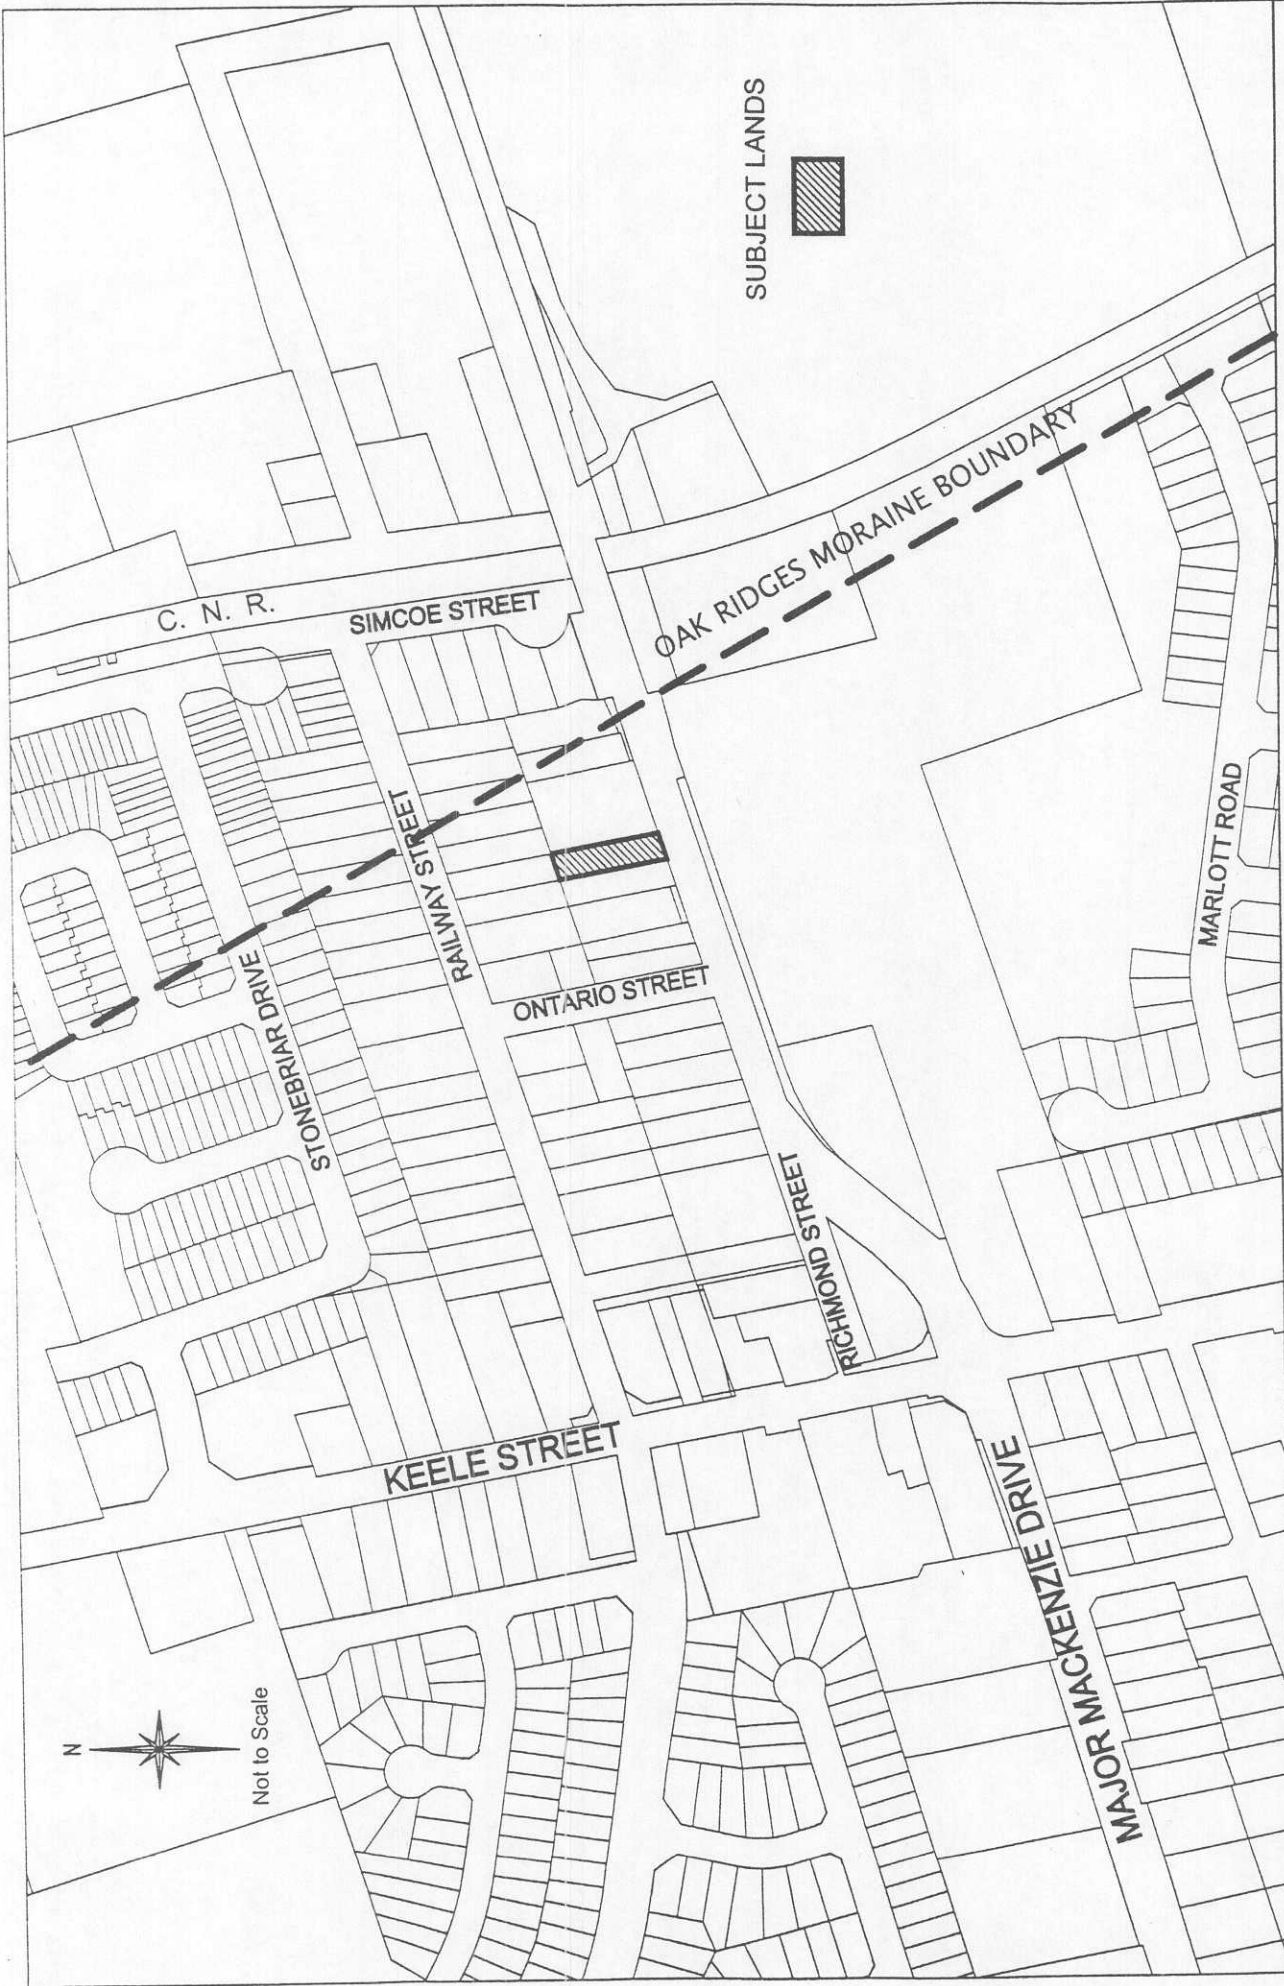 SUBJECT LANDS
OAK RIDGES MORAINE BOUNDARY
C. N. R.
SIMCOE STREET
RAILWAY STREET
STONEBRIAR DRIVE
ONTARIO STREET
MARLOTT ROAD
RICHMOND STREET
KEELE STREET
MAJOR MACKENZIE DRIVE
N
Not to Scale